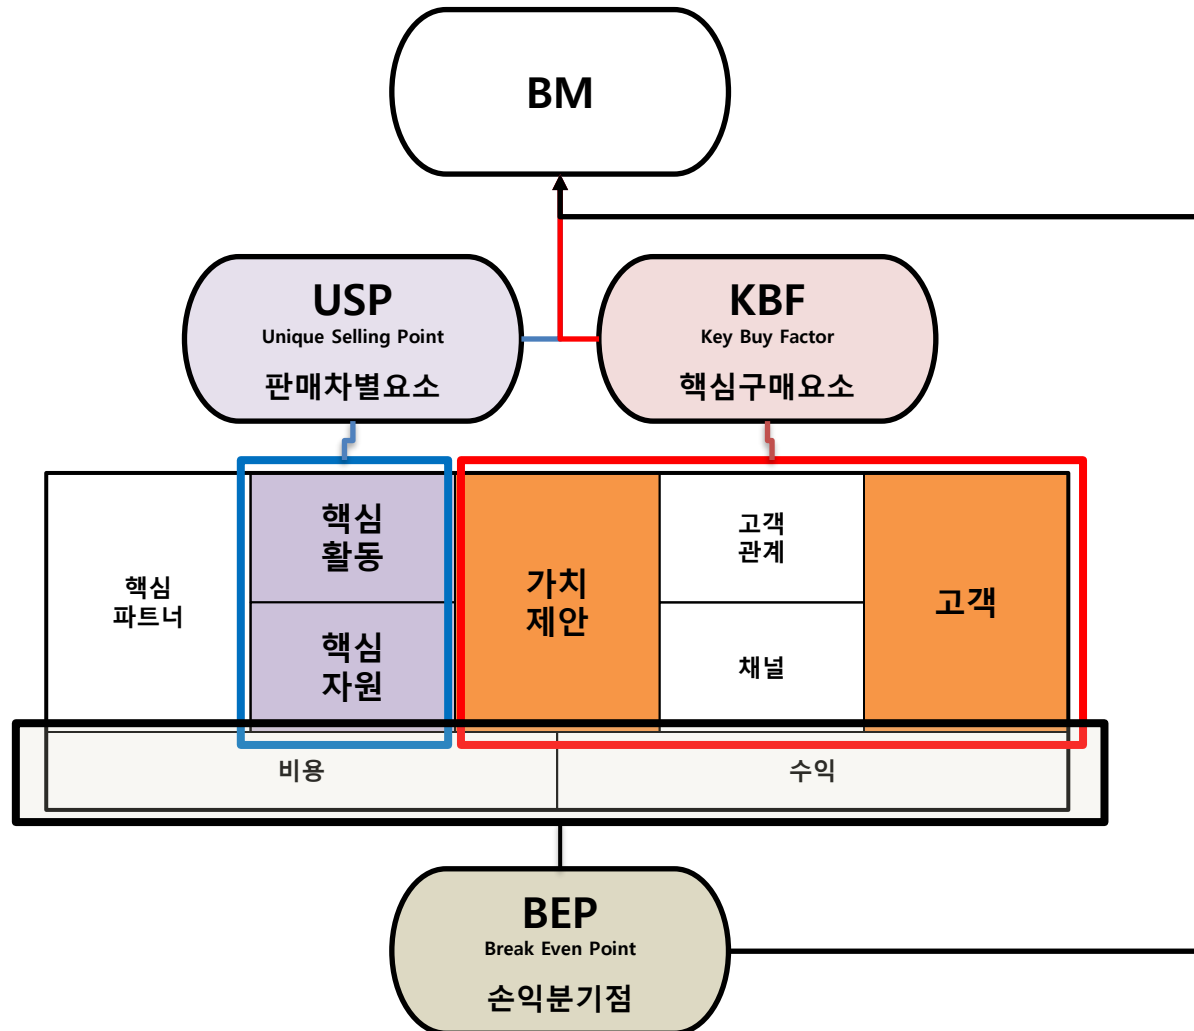 BM
USP
Unique Selling Point
판매차별요소
KBF
Key Buy Factor
핵심구매요소
핵심
파트너
핵심
활동
핵심
자원
가치
제안
고객
관계
채널
고객
비용
수익
BEP
Break Even Point
손익분기점